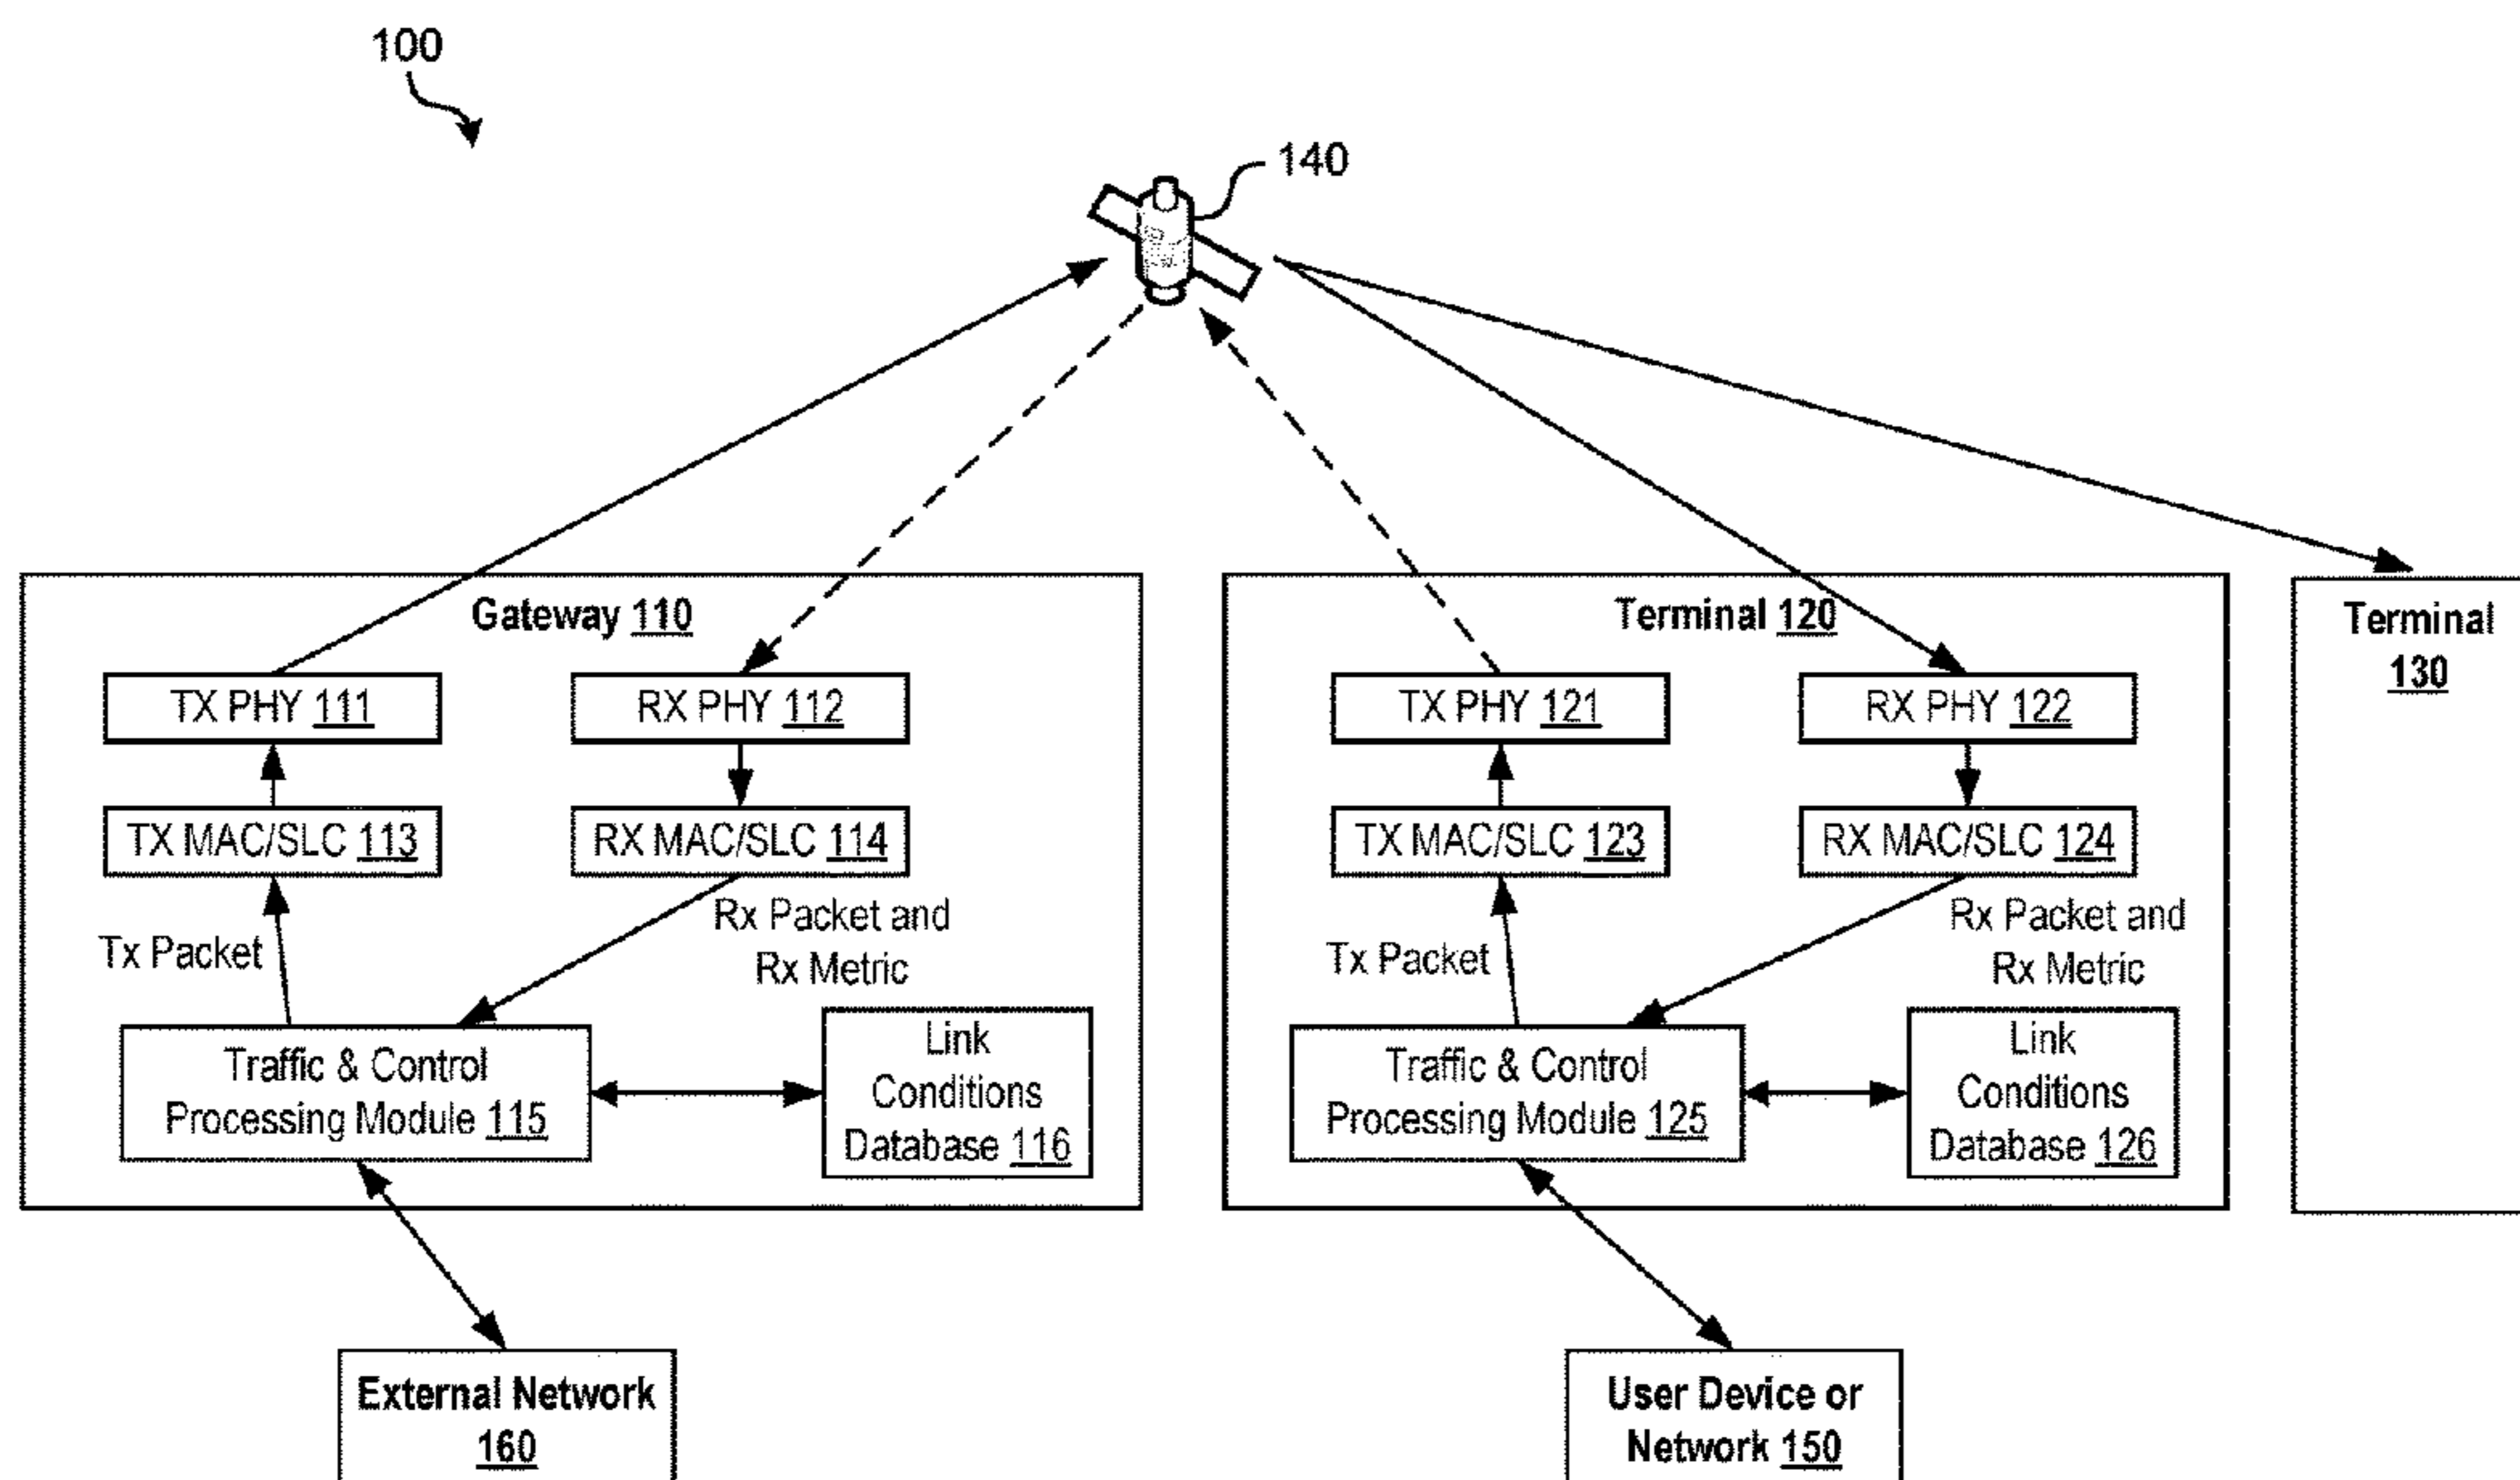 100
140
Gateway 110
TX PHY 111
RX PHY 112
TX MAC/SLC 113
RX MAC/SLC 114
Tx Packet
Rx Packet and
Rx Metric
Traffic & Control
Processing Module 115
Link
Conditions
Database 116
External Network
160
Terminal 120
TX PHY 121
RX PHY 122
TX MAC/SLC 123
RX MAC/SLC 124
Tx Packet
Rx Packet and
Rx Metric
Traffic & Control
Processing Module 125
Link
Conditions
Database 126
User Device or
Network 150
Terminal
130